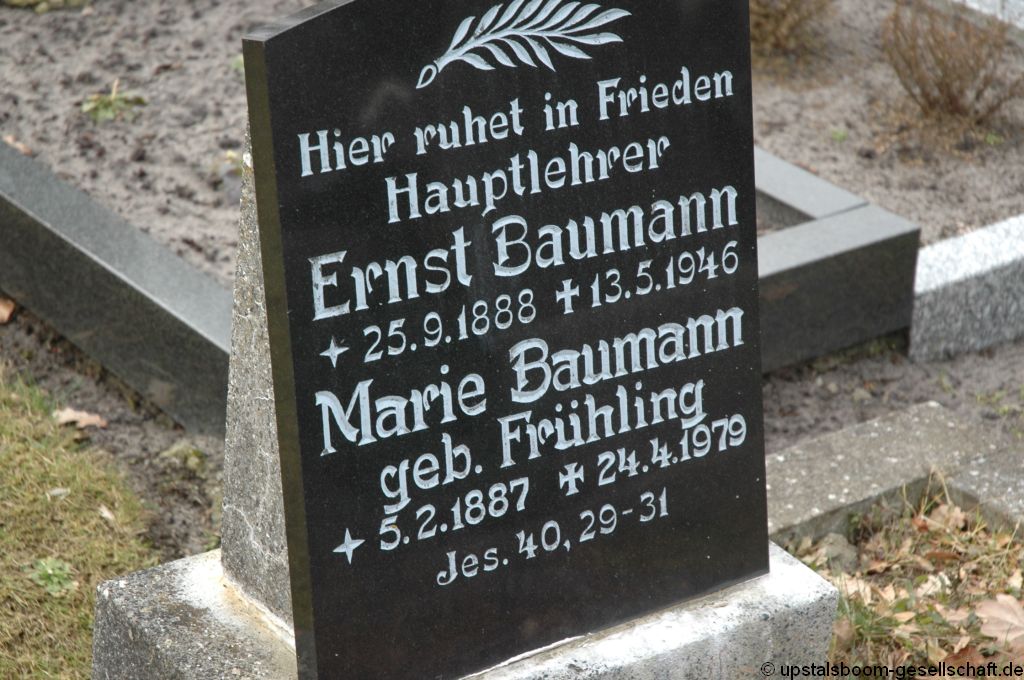 Hier ruhet in Frieden
Hauptlehrer
Ernst Baumann
25.9.1888 ✝ 13.5.1946
Marie Baumann
geb. Frühling
5.2.1887 ✝ 24.4.1979
Jes. 40, 29-31
© upstalsboom-gesellschaft.de